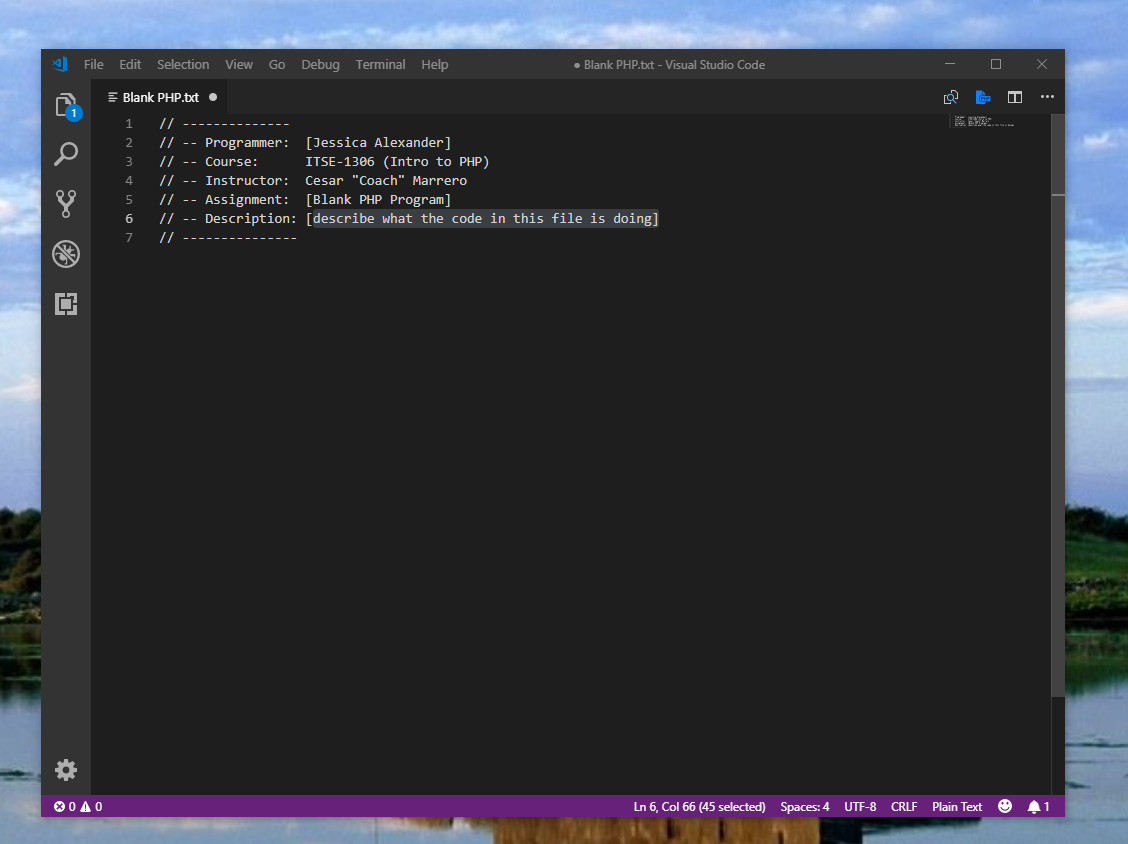 File Edit Selection View Go Debug Terminal Help ● Blank PHP.txt - Visual Studio Code
1
Blank PHP.txt
1 // --------------
2 // -- Programmer:  [Jessica Alexander]
3 // -- Course:      ITSE-1306 (Intro to PHP)
4 // -- Instructor:  Cesar "Coach" Marrero
5 // -- Assignment:  [Blank PHP Program]
6 // -- Description: [describe what the code in this file is doing]
7 // ---------------
0 0 Ln 6, Col 66 (45 selected) Spaces: 4 UTF-8 CRLF Plain Text 1